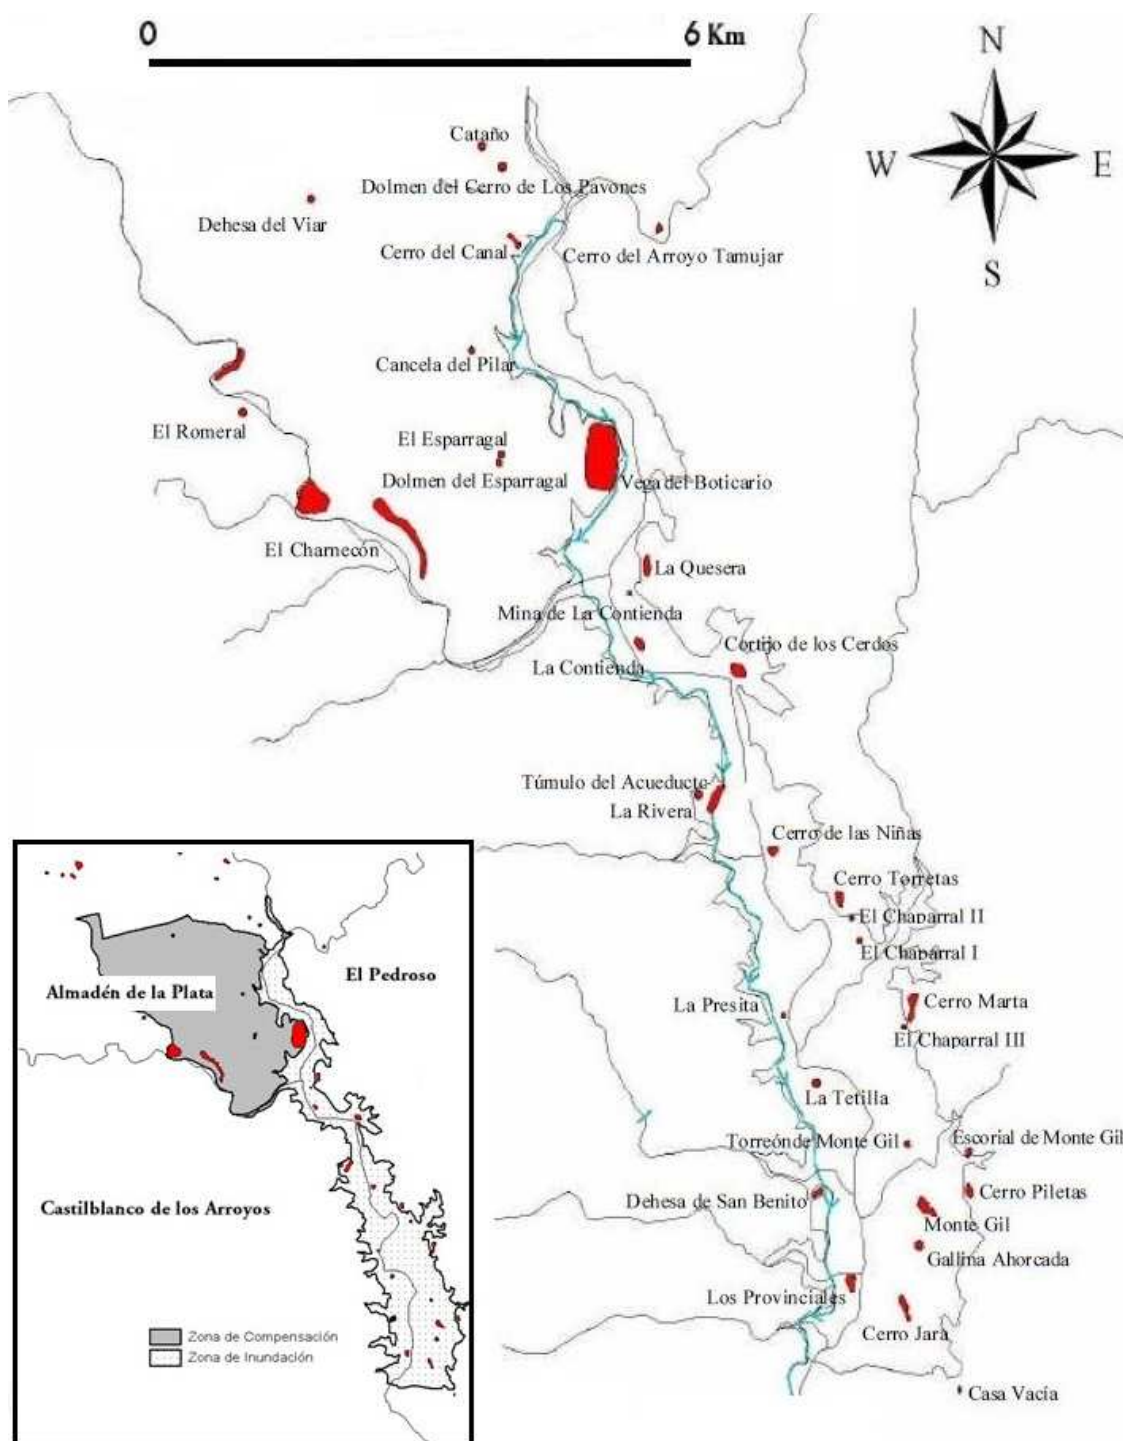 0
6 Km
N
W
E
S
Cataño
Dolmen del Cerro de Los Pavones
Dehesa del Viar
Cerro del Canal
Cerro del Arroyo Tamujar
Cancela del Pilar
El Romeral
El Esparragal
Dolmen del Esparragal
Vega del Boticario
El Charnecón
La Quesera
Mina de La Contienda
Cortijo de los Cerdos
La Contienda
Túmulo del Acueducto
La Rivera
Cerro de las Niñas
Cerro Torretas
El Chaparral II
El Chaparral I
La Presita
Cerro Marta
El Chaparral III
La Tetilla
Torreónde Monte Gil
Escorial de Monte Gil
Dehesa de San Benito
Cerro Piletas
Monte Gil
Gallina Ahorcada
Los Provinciales
Cerro Jara
Casa Vacía
El Pedroso
Almadén de la Plata
Castilblanco de los Arroyos
Zona de Compensación
Zona de Inundación